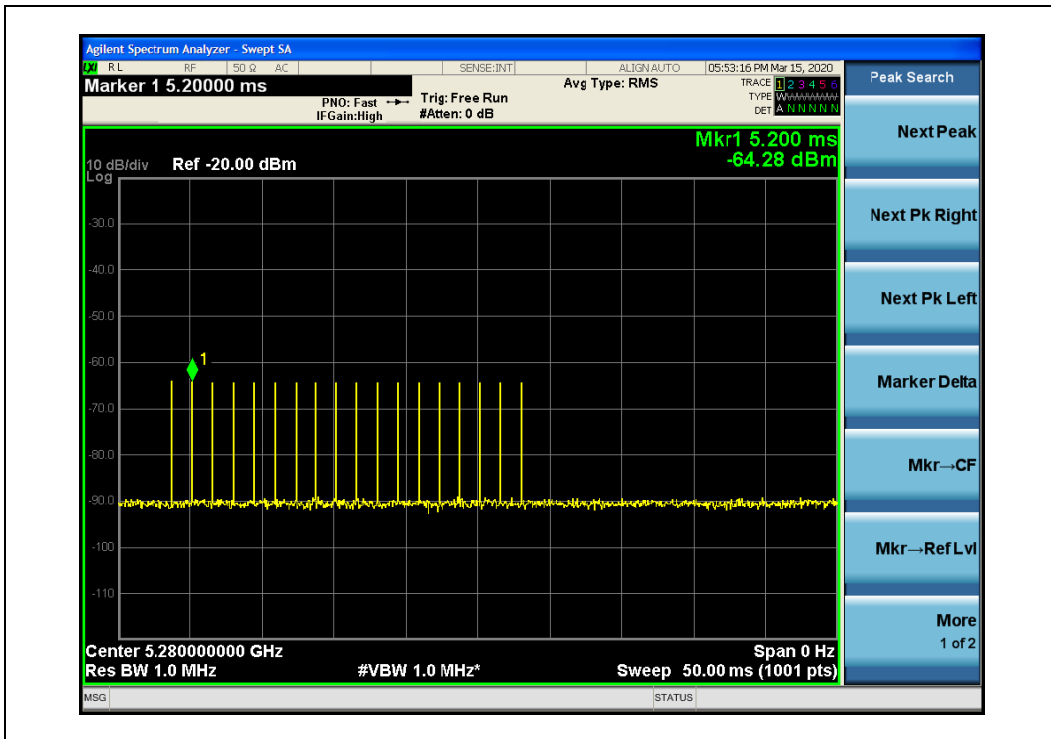 Agilent Spectrum Analyzer - Swept SA
LXI RL RF 50 Ω AC SENSE:INT ALIGN AUTO 05:53:16 PM Mar 15, 2020
Marker 1 5.20000 ms
PNO: Fast
IFGain:High
Trig: Free Run
#Atten: 0 dB
Avg Type: RMS
TRACE 1 2 3 4 5 6
TYPE WWWWWW
DET A N N N N N
Peak Search
Mkr1 5.200 ms
-64.28 dBm
10 dB/div Ref -20.00 dBm
Log
-30.0
-40.0
-50.0
-60.0
-70.0
-80.0
-90.0
-100
-110
1
Center 5.280000000 GHz Span 0 Hz
Res BW 1.0 MHz #VBW 1.0 MHz* Sweep 50.00 ms (1001 pts)
MSG STATUS
Next Peak
Next Pk Right
Next Pk Left
Marker Delta
Mkr→CF
Mkr→Ref Lvl
More
1 of 2